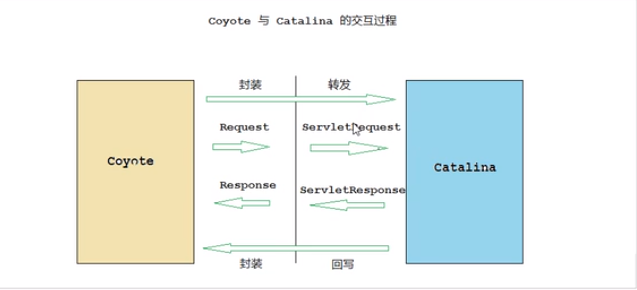 Coyote 与 Catalina 的交互过程
封装 转发
Request ServletRequest
Coyote
Catalina
Response ServletResponse
封装 回写